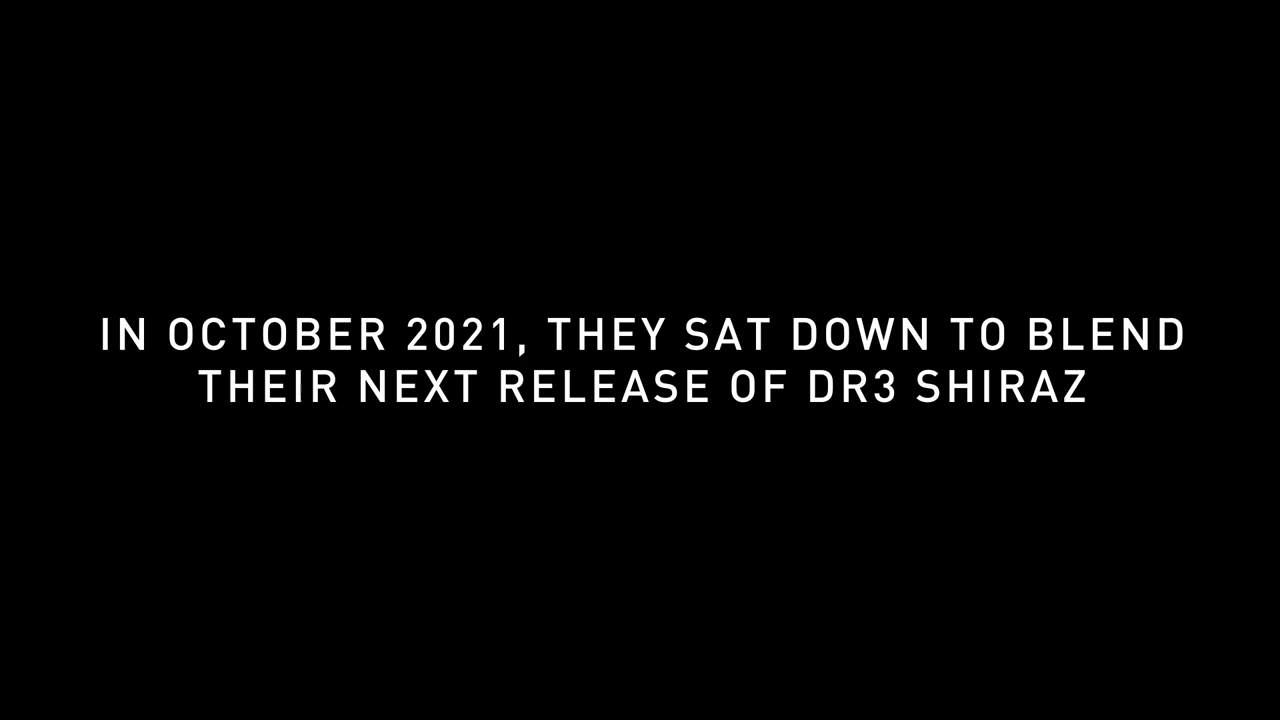 IN OCTOBER 2021, THEY SAT DOWN TO BLEND
THEIR NEXT RELEASE OF DR3 SHIRAZ